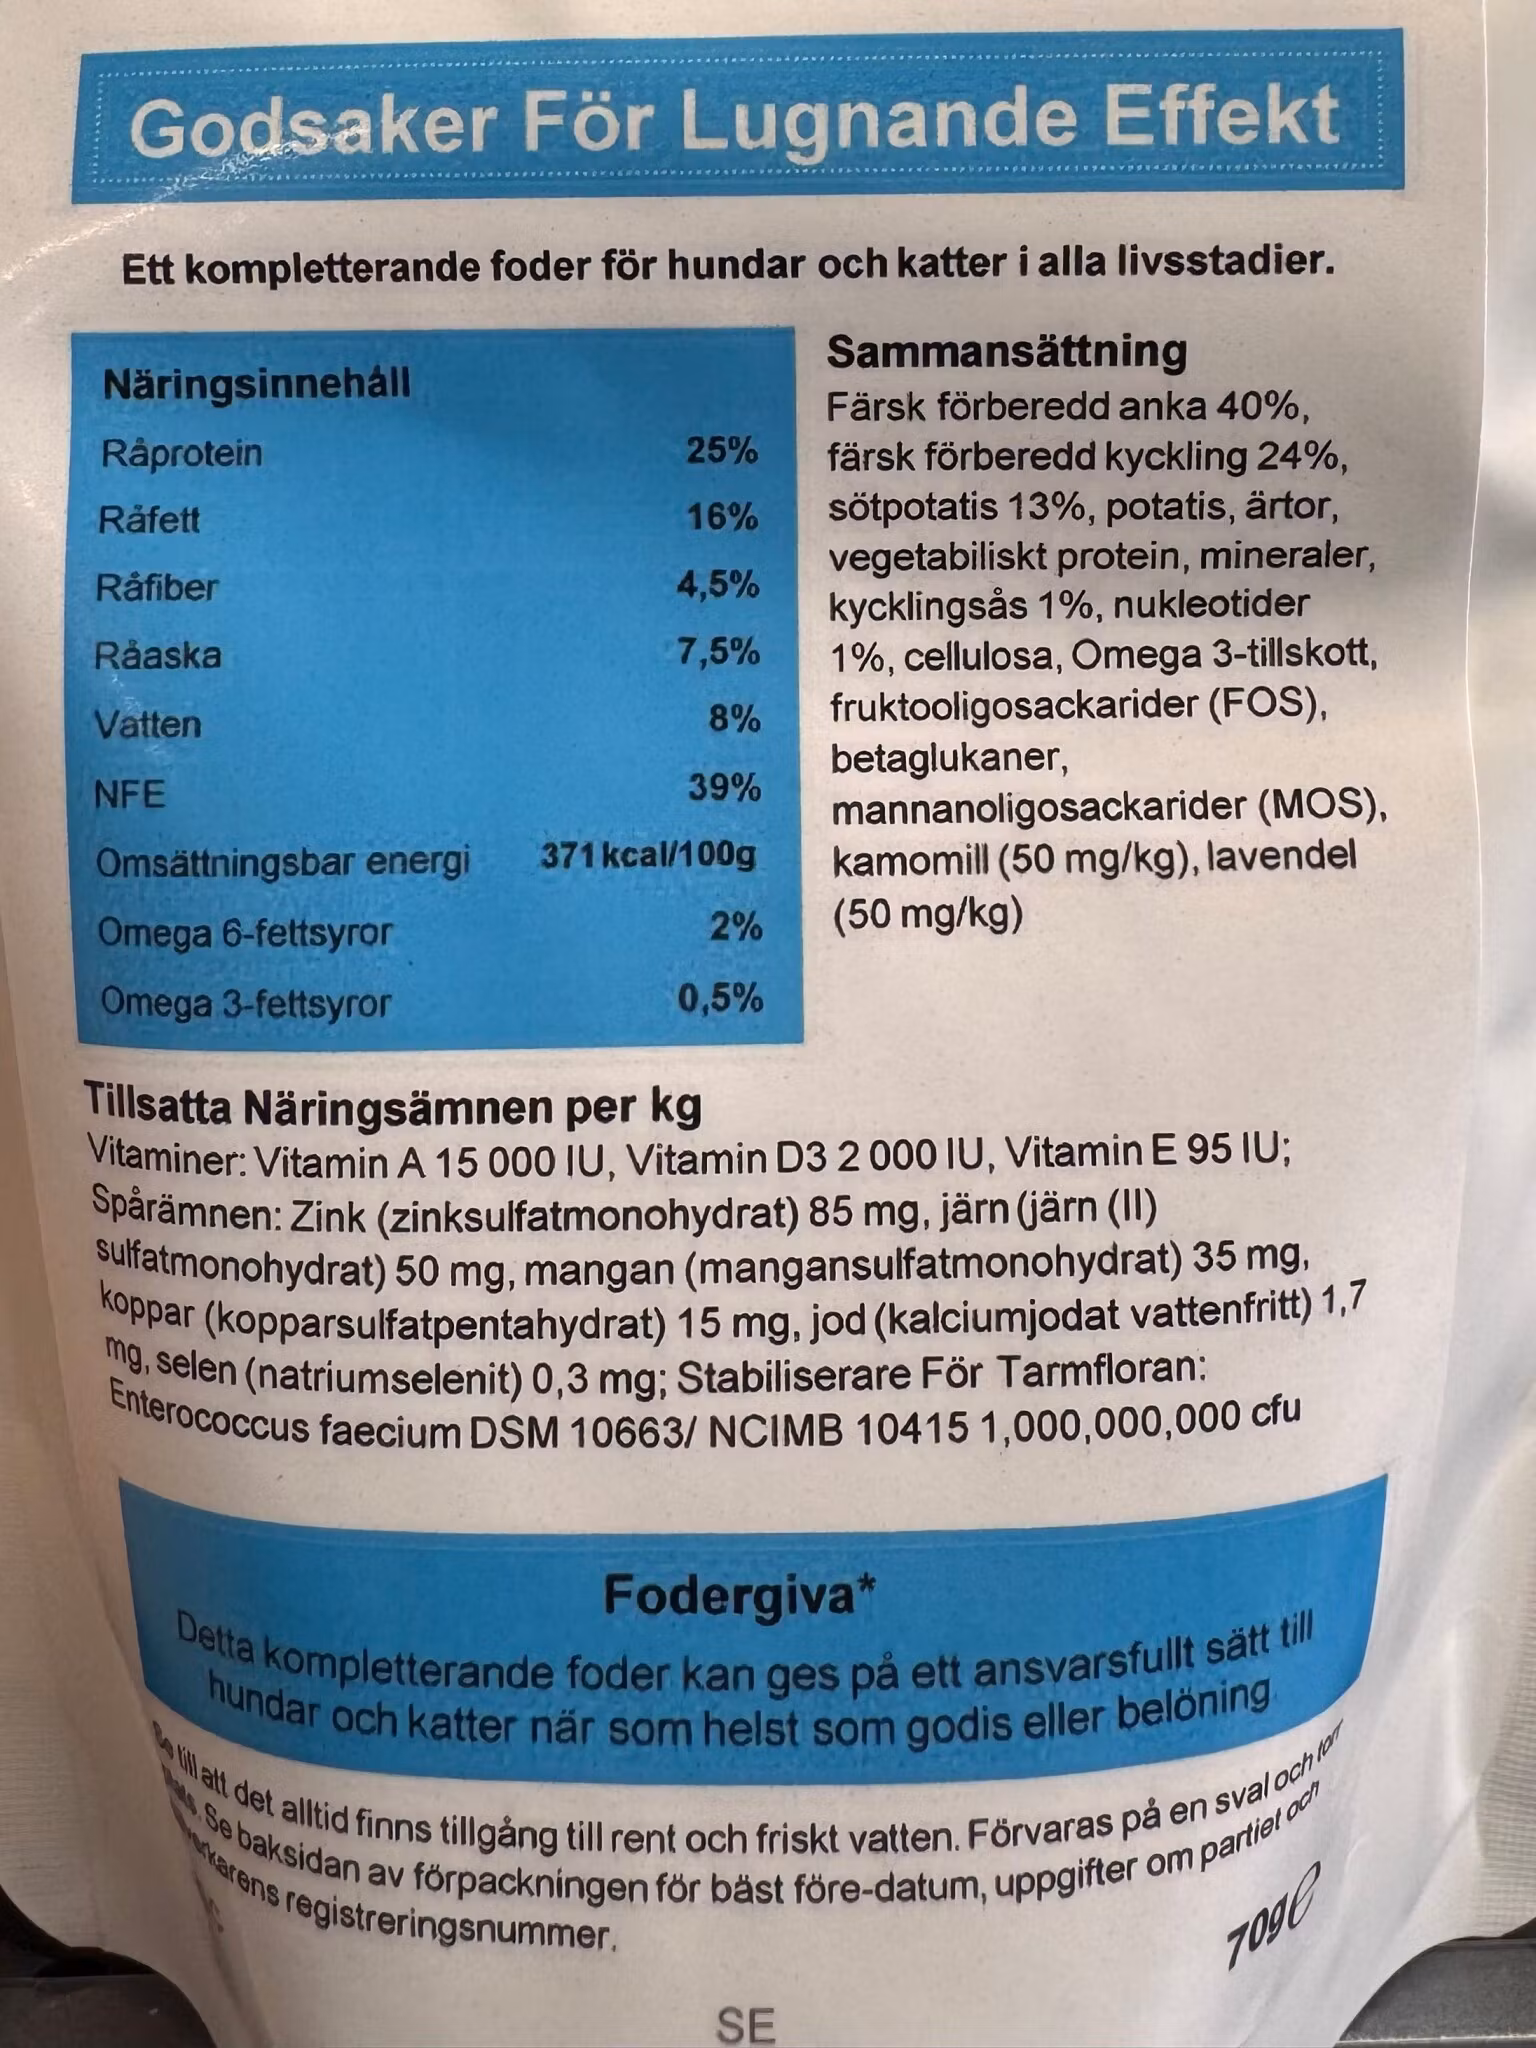 Godsaker För Lugnande Effekt
Ett kompletterande foder för hundar och katter i alla livsstadier.
Näringsinnehåll
Råprotein 25%
Råfett 16%
Råfiber 4,5%
Råaska 7,5%
Vatten 8%
NFE 39%
Omsättningsbar energi 371 kcal/100g
Omega 6-fettsyror 2%
Omega 3-fettsyror 0,5%
Sammansättning
Färsk förberedd anka 40%,
färsk förberedd kyckling 24%,
sötpotatis 13%, potatis, ärtor,
vegetabiliskt protein, mineraler,
kycklingsås 1%, nukleotider
1%, cellulosa, Omega 3-tillskott,
fruktooligosackarider (FOS),
betaglukaner,
mannanoligosackarider (MOS),
kamomill (50 mg/kg), lavendel
(50 mg/kg)
Tillsatta Näringsämnen per kg
Vitaminer: Vitamin A 15 000 IU, Vitamin D3 2 000 IU, Vitamin E 95 IU;
Spårämnen: Zink (zinksulfatmonohydrat) 85 mg, järn (järn (II)
sulfatmonohydrat) 50 mg, mangan (mangansulfatmonohydrat) 35 mg,
koppar (kopparsulfatpentahydrat) 15 mg, jod (kalciumjodat vattenfritt) 1,7
mg, selen (natriumselenit) 0,3 mg; Stabiliserare För Tarmfloran:
Enterococcus faecium DSM 10663/ NCIMB 10415 1,000,000,000 cfu
Fodergiva*
Detta kompletterande foder kan ges på ett ansvarsfullt sätt till
hundar och katter när som helst som godis eller belöning.
Se till att det alltid finns tillgång till rent och friskt vatten. Förvaras på en sval och torr
Se baksidan av förpackningen för bäst före-datum, uppgifter om partiet och
registreringsnummer.
70g℮
SE